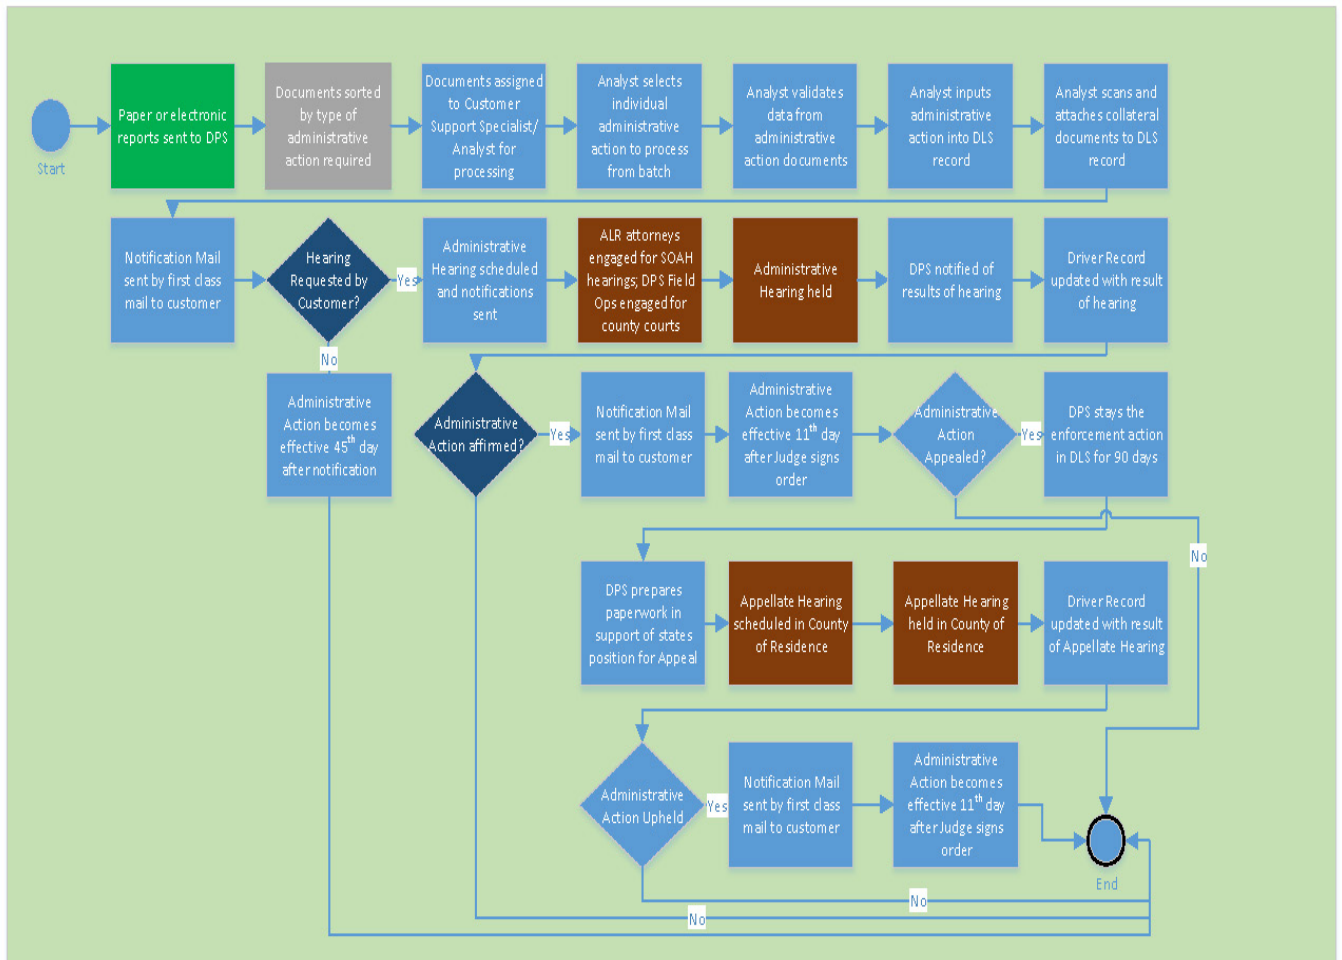 Start
Paper or electronic
reports sent to DPS
Documents sorted
by type of
administrative
action required
Documents assigned
to Customer
Support Specialist/
Analyst for
processing
Analyst selects
individual
administrative
action to process
from batch
Analyst validates
data from
administrative
action documents
Analyst inputs
administrative
action into DLS
record
Analyst scans and
attaches collateral
documents to DLS
record
Notification Mail
sent by first class
mail to customer
Hearing
Requested by
Customer?
Yes
No
Administrative
Hearing scheduled
and notifications
sent
ALR attorneys
engaged for SOAH
hearings; DPS Field
Ops engaged for
county courts
Administrative
Hearing held
DPS notified of
results of hearing
Driver Record
updated with result
of hearing
Administrative
Action becomes
effective 45th day
after notification
Administrative
Action affirmed?
Yes
Notification Mail
sent by first class
mail to customer
Administrative
Action becomes
effective 11th day
after Judge signs
order
Administrative
Action
Appealed?
Yes
DPS stays the
enforcement action
in DLS for 90 days
No
DPS prepares
paperwork in
support of states
position for Appeal
Appellate Hearing
scheduled in County
of Residence
Appellate Hearing
held in County of
Residence
Driver Record
updated with result
of Appellate Hearing
Administrative
Action Upheld
Yes
Notification Mail
sent by first class
mail to customer
Administrative
Action becomes
effective 11th day
after Judge signs
order
End
No
No